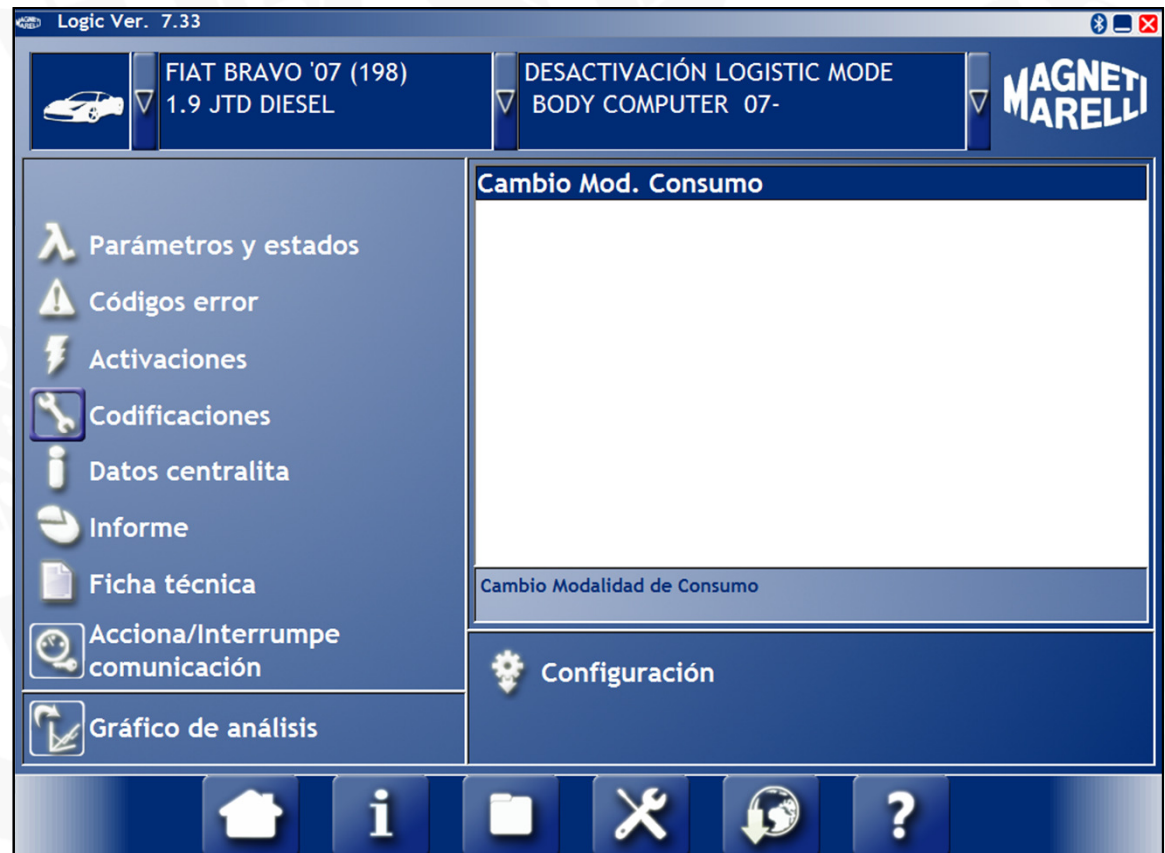 Logic Ver. 7.33
FIAT BRAVO '07 (198)
1.9 JTD DIESEL
DESACTIVACIÓN LOGISTIC MODE
BODY COMPUTER 07-
MAGNETI
MARELLI
Parámetros y estados
Códigos error
Activaciones
Codificaciones
Datos centralita
Informe
Ficha técnica
Acciona/Interrumpe
comunicación
Gráfico de análisis
Cambio Mod. Consumo
Cambio Modalidad de Consumo
Configuración
i
?